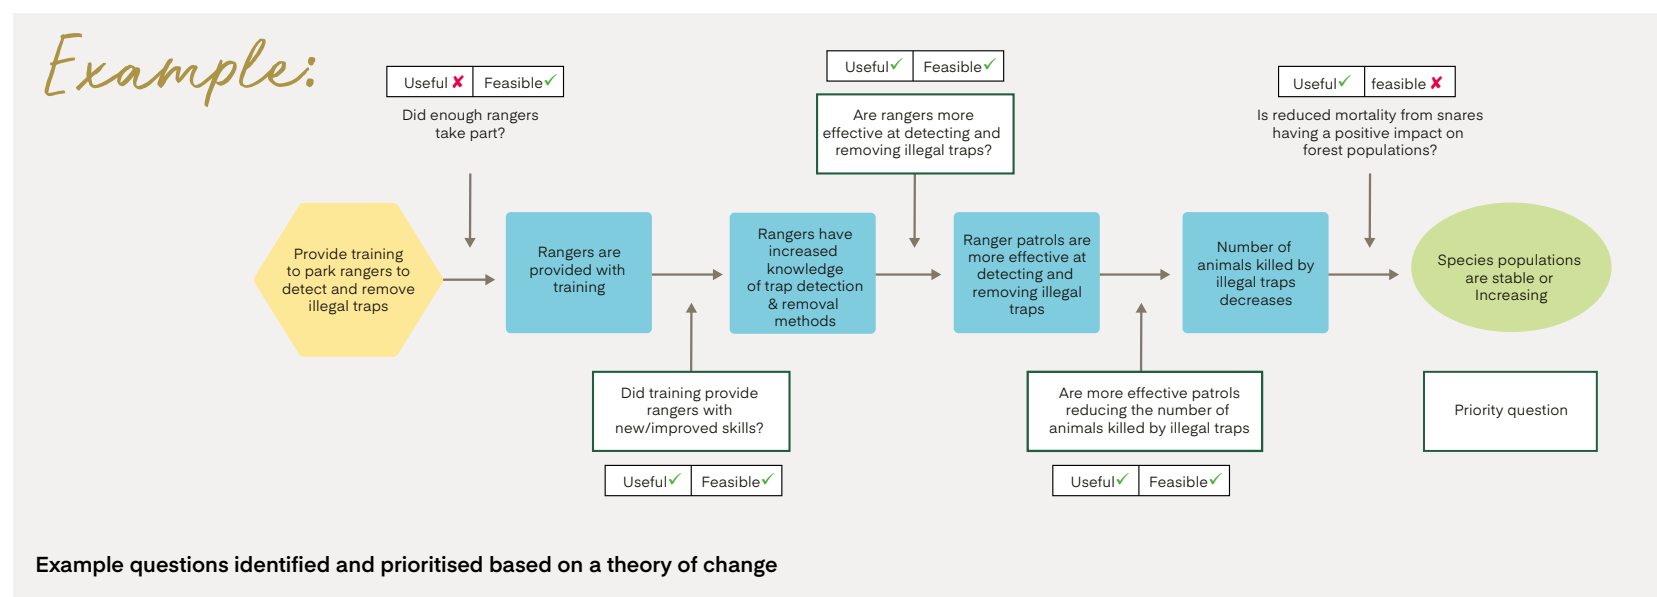 Example:
Useful ✘ Feasible ✓
Did enough rangers
take part?
Useful ✓ Feasible ✓
Are rangers more
effective at detecting and
removing illegal traps?
Useful ✓ feasible ✘
Is reduced mortality from snares
having a positive impact on
forest populations?
Provide training
to park rangers to
detect and remove
illegal traps
Rangers are
provided with
training
Rangers have
increased
knowledge
of trap detection
& removal
methods
Ranger patrols are
more effective at
detecting and
removing illegal
traps
Number of
animals killed by
illegal traps
decreases
Species populations
are stable or
Increasing
Did training provide
rangers with
new/improved skills?
Useful ✓ Feasible ✓
Are more effective patrols
reducing the number of
animals killed by illegal traps
Useful ✓ Feasible ✓
Priority question
Example questions identified and prioritised based on a theory of change